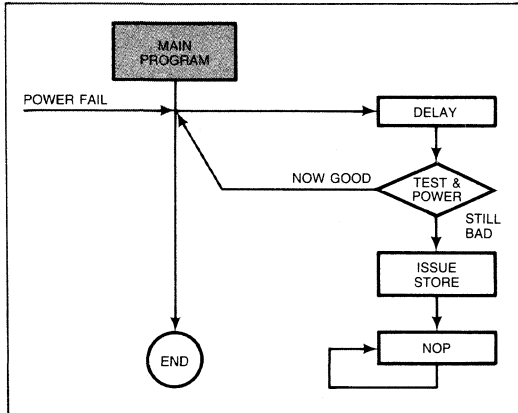 MAIN
PROGRAM
POWER FAIL
DELAY
NOW GOOD
TEST &
POWER
STILL
BAD
ISSUE
STORE
NOP
END